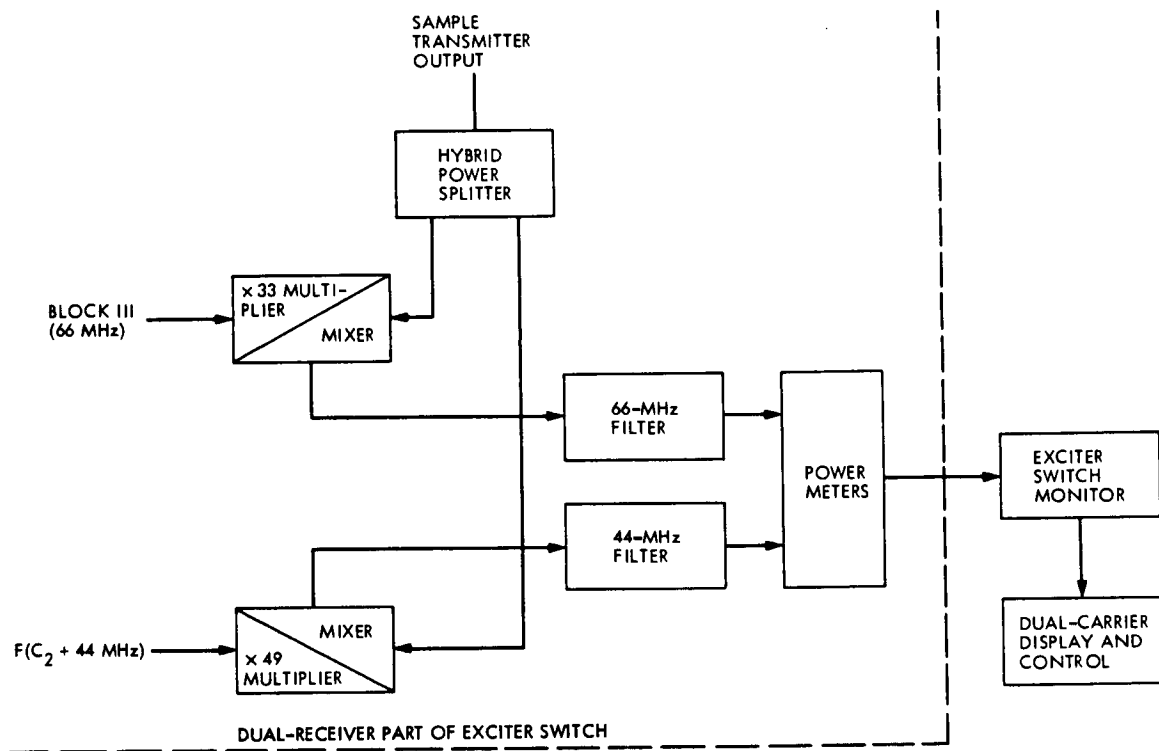 SAMPLE
TRANSMITTER
OUTPUT
HYBRID
POWER
SPLITTER
× 33 MULTI-
PLIER
MIXER
BLOCK III
(66 MHz)
66-MHz
FILTER
POWER
METERS
EXCITER
SWITCH
MONITOR
44-MHz
FILTER
MIXER
× 49
MULTIPLIER
F(C₂ + 44 MHz)
DUAL-CARRIER
DISPLAY AND
CONTROL
DUAL-RECEIVER PART OF EXCITER SWITCH